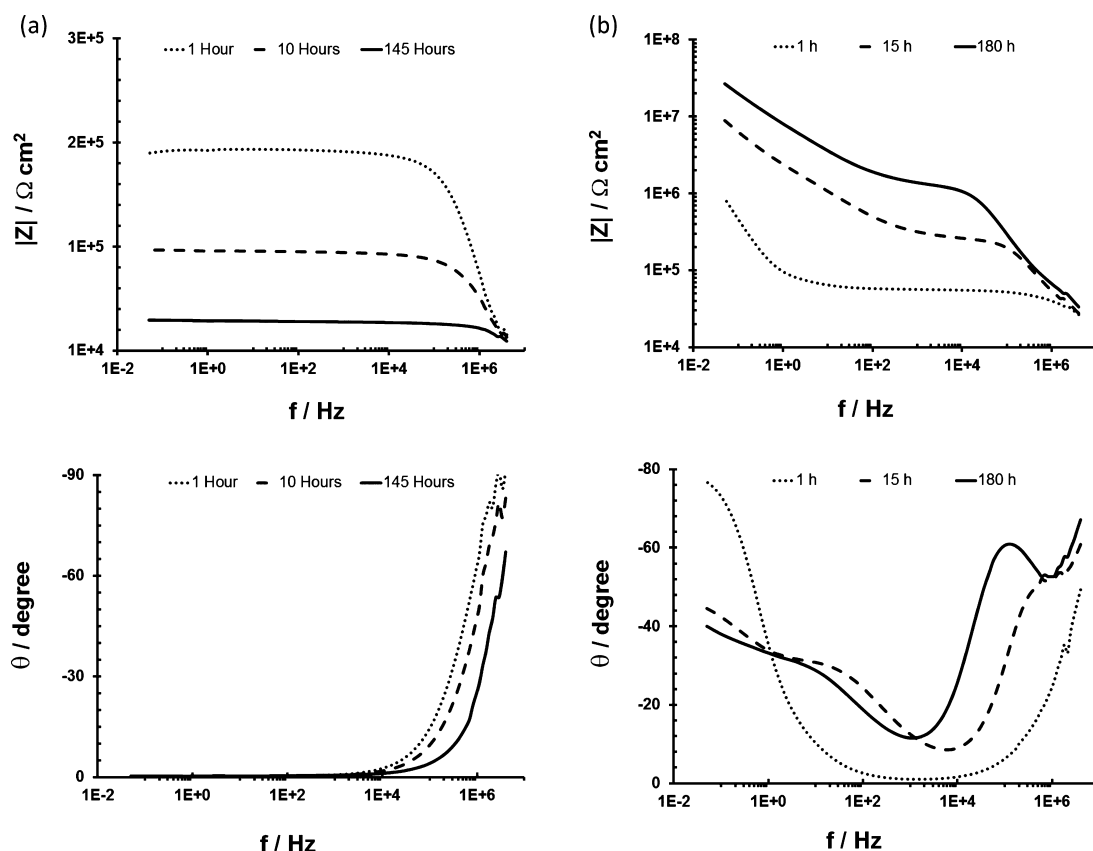 (a)
1 Hour 10 Hours 145 Hours
3E+5
2E+5
1E+5
1E+4
|Z| / Ω cm²
1E-2 1E+0 1E+2 1E+4 1E+6
f / Hz
(b)
1 h 15 h 180 h
1E+8
1E+7
1E+6
1E+5
1E+4
|Z| / Ω cm²
1E-2 1E+0 1E+2 1E+4 1E+6
f / Hz
1 Hour 10 Hours 145 Hours
-90
-60
-30
0
θ / degree
1E-2 1E+0 1E+2 1E+4 1E+6
f / Hz
1 h 15 h 180 h
-80
-60
-40
-20
0
θ / degree
1E-2 1E+0 1E+2 1E+4 1E+6
f / Hz